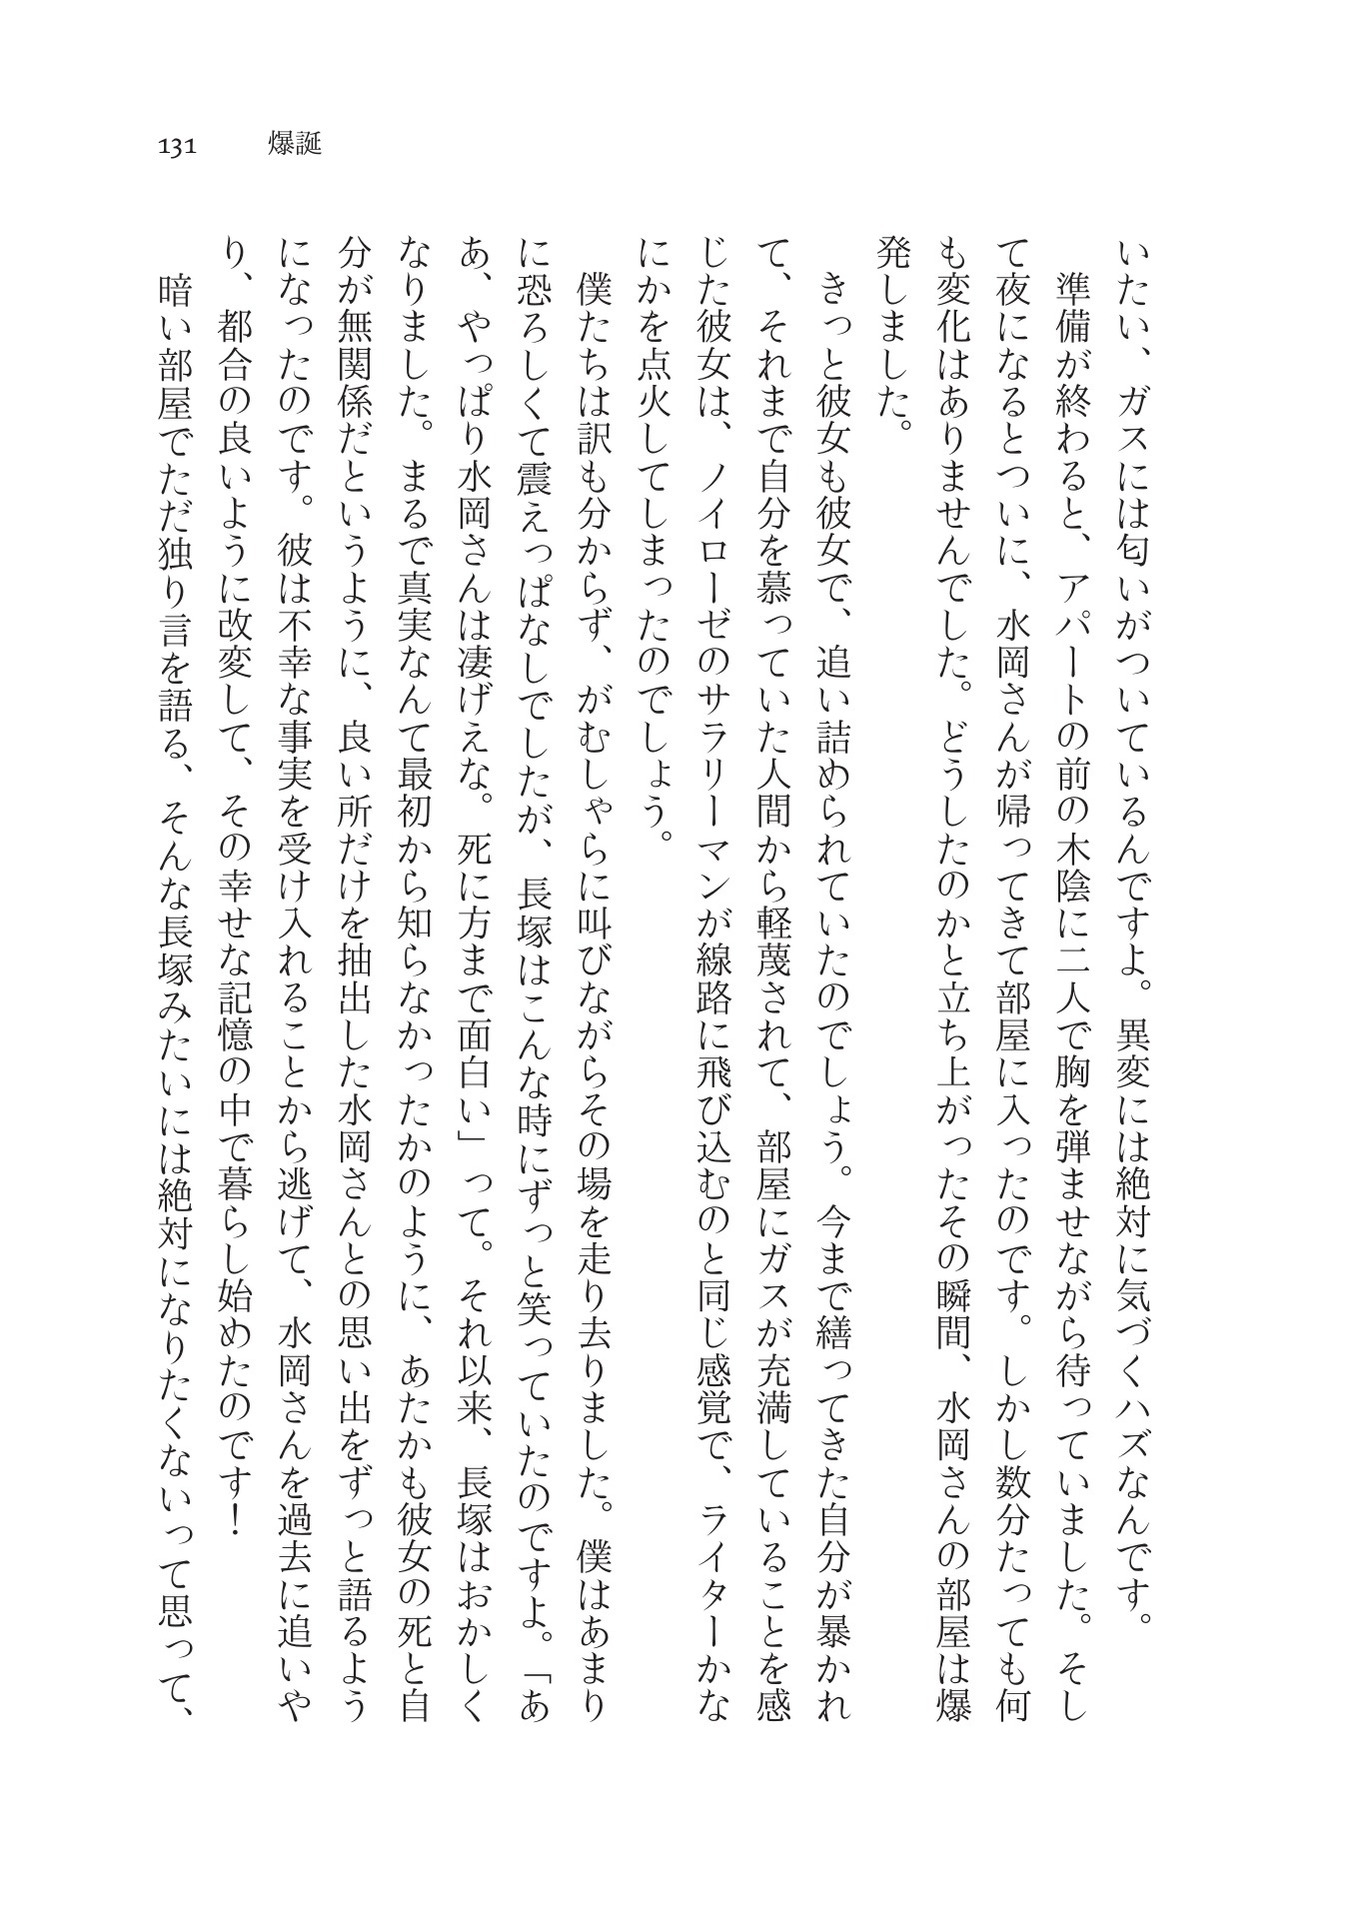 131 爆誕
いたい、ガスには匂いがついているんですよ。異変には絶対に気づくハズなんです。
準備が終わると、アパートの前の木陰に二人で胸を弾ませながら待っていました。そし
て夜になるとついに、水岡さんが帰ってきて部屋に入ったのです。しかし数分たっても何
も変化はありませんでした。どうしたのかと立ち上がったその瞬間、水岡さんの部屋は爆
発しました。
きっと彼女も彼女で、追い詰められていたのでしょう。今まで繕ってきた自分が暴かれ
て、それまで自分を慕っていた人間から軽蔑されて、部屋にガスが充満していることを感
じた彼女は、ノイローゼのサラリーマンが線路に飛び込むのと同じ感覚で、ライターかな
にかを点火してしまったのでしょう。
僕たちは訳も分からず、がむしゃらに叫びながらその場を走り去りました。僕はあまり
に恐ろしくて震えっぱなしでしたが、長塚はこんな時にずっと笑っていたのですよ。「あ
あ、やっぱり水岡さんは凄げえな。死に方まで面白い」って。それ以来、長塚はおかしく
なりました。まるで真実なんて最初から知らなかったかのように、あたかも彼女の死と自
分が無関係だというように、良い所だけを抽出した水岡さんとの思い出をずっと語るよう
になったのです。彼は不幸な事実を受け入れることから逃げて、水岡さんを過去に追いや
り、都合の良いように改変して、その幸せな記憶の中で暮らし始めたのです！
暗い部屋でただ独り言を語る、そんな長塚みたいには絶対になりたくないって思って、